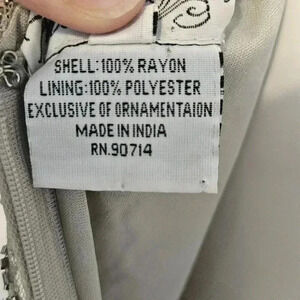 SHELL:100% RAYON
LINING:100% POLYESTER
EXCLUSIVE OF ORNAMENTAION
MADE IN INDIA
RN.90714